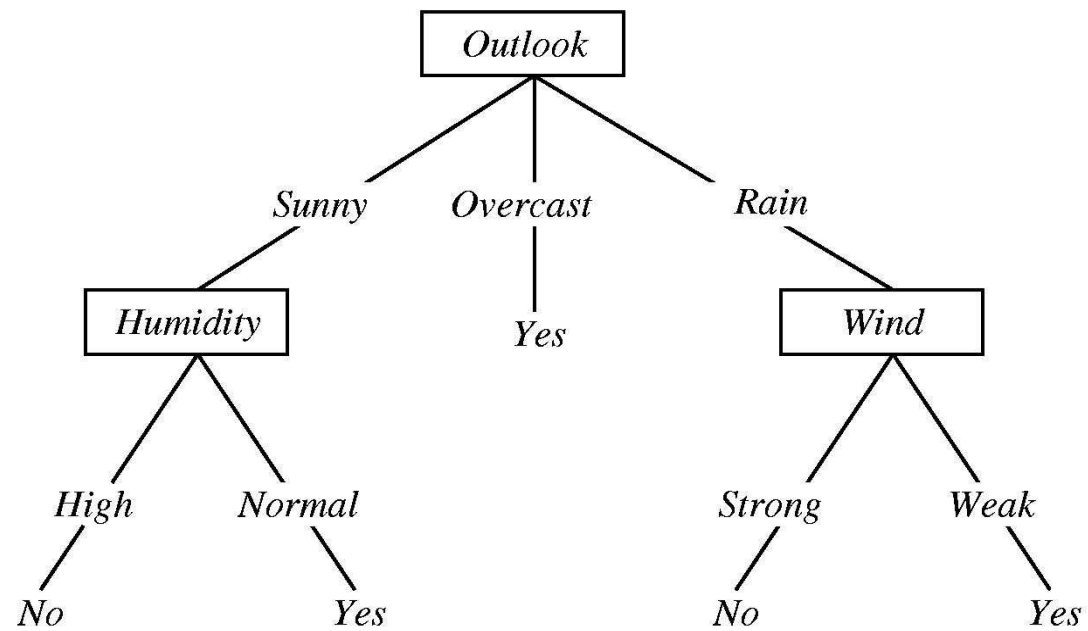 Outlook
Sunny Overcast Rain
Humidity Yes Wind
High Normal Strong Weak
No Yes No Yes